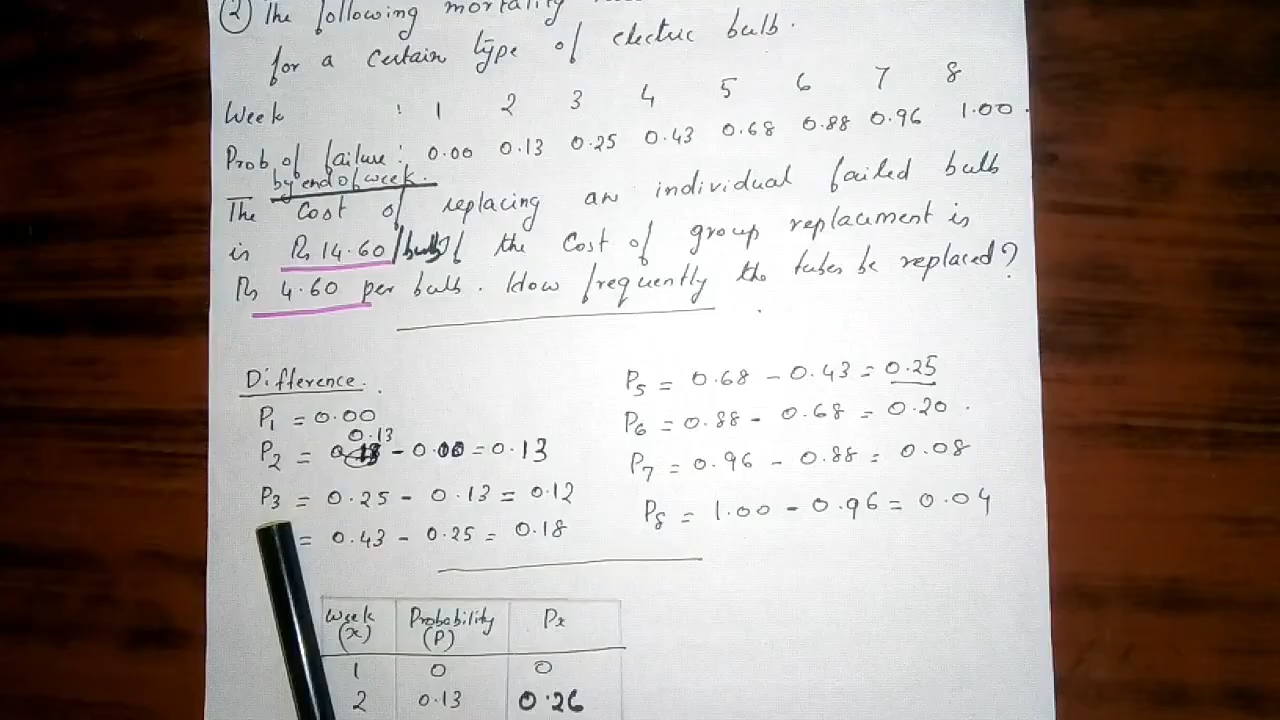 ② The following mortality
for a certain type of electric bulb.
Week : 1 2 3 4 5 6 7 8
Prob of failure : 0.00 0.13 0.25 0.43 0.68 0.88 0.96 1.00.
by end of week.
The cost of replacing an individual failed bulb
is Rs 14.60/bulb & the cost of group replacement is
Rs 4.60 per bulb. How frequently the tubes be replaced?
Difference.
P1 = 0.00
0.13
P2 = - 0.00 = 0.13
P3 = 0.25 - 0.13 = 0.12
= 0.43 - 0.25 = 0.18
P5 = 0.68 - 0.43 = 0.25
P6 = 0.88 - 0.68 = 0.20.
P7 = 0.96 - 0.88 = 0.08
P8 = 1.00 - 0.96 = 0.04
Week (x) Probability (P) Px
1 0 0
2 0.13 0.26